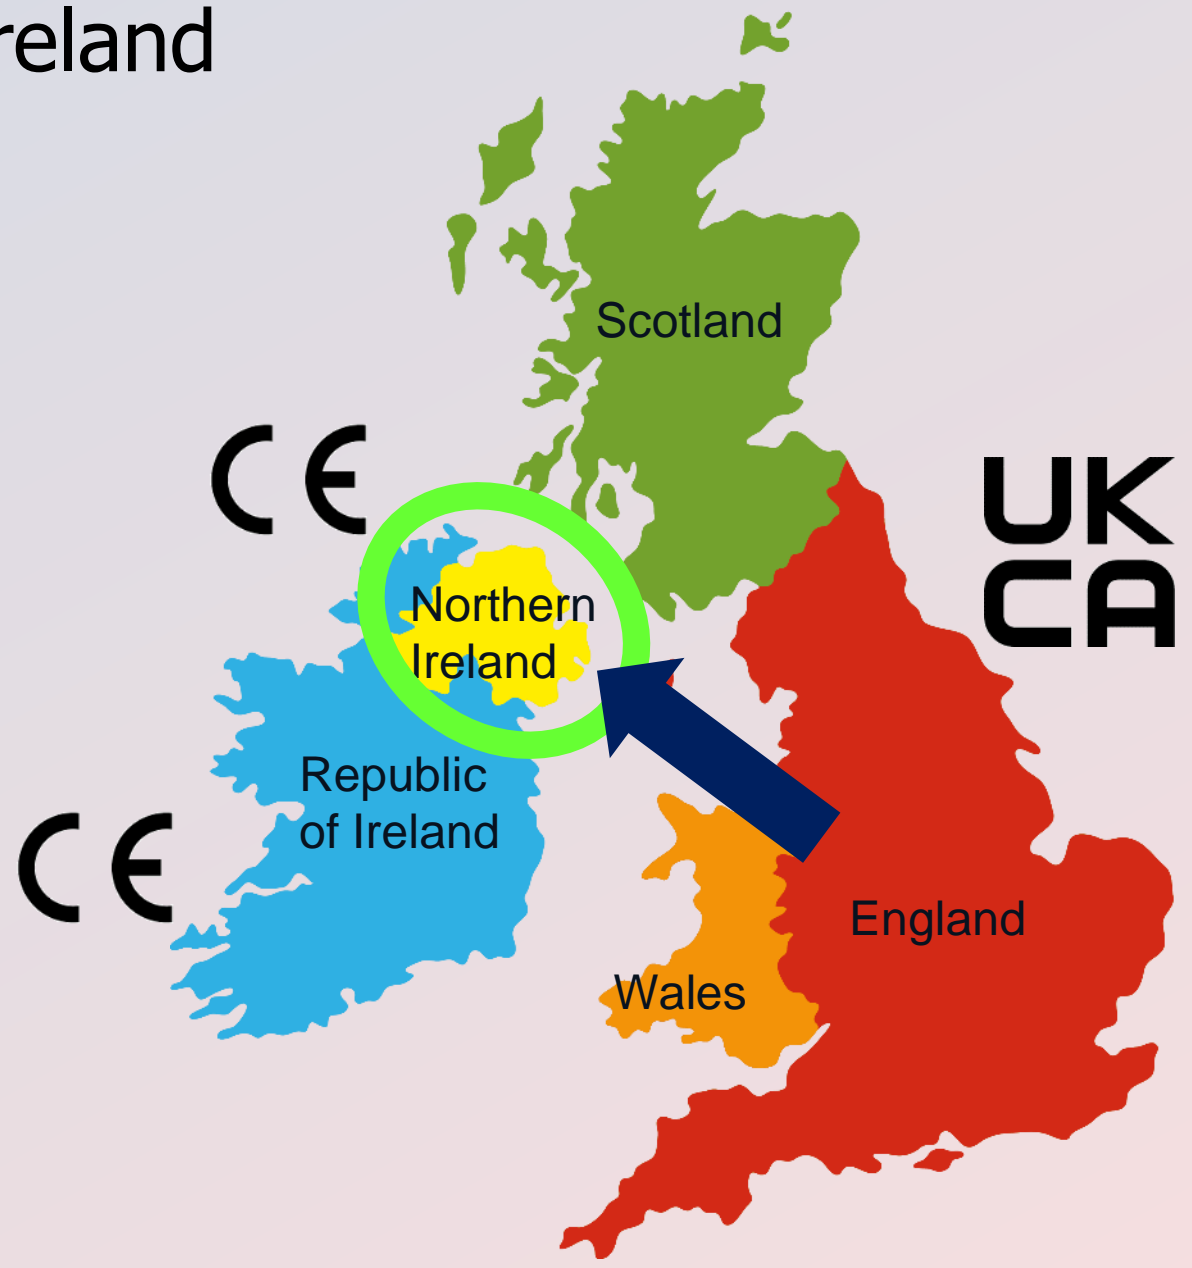 reland
Scotland
CE
UK
CA
Northern
Ireland
Republic
of Ireland
CE
England
Wales